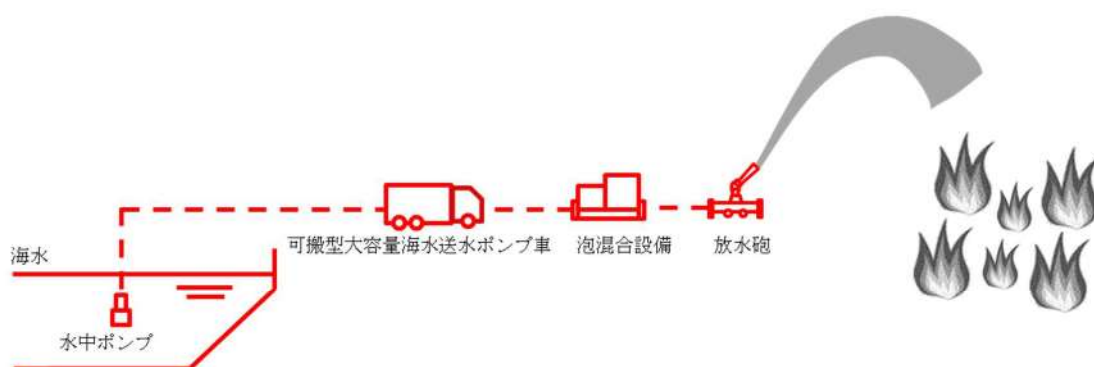 可搬型大容量海水送水ポンプ車
泡混合設備
放水砲
海水
水中ポンプ